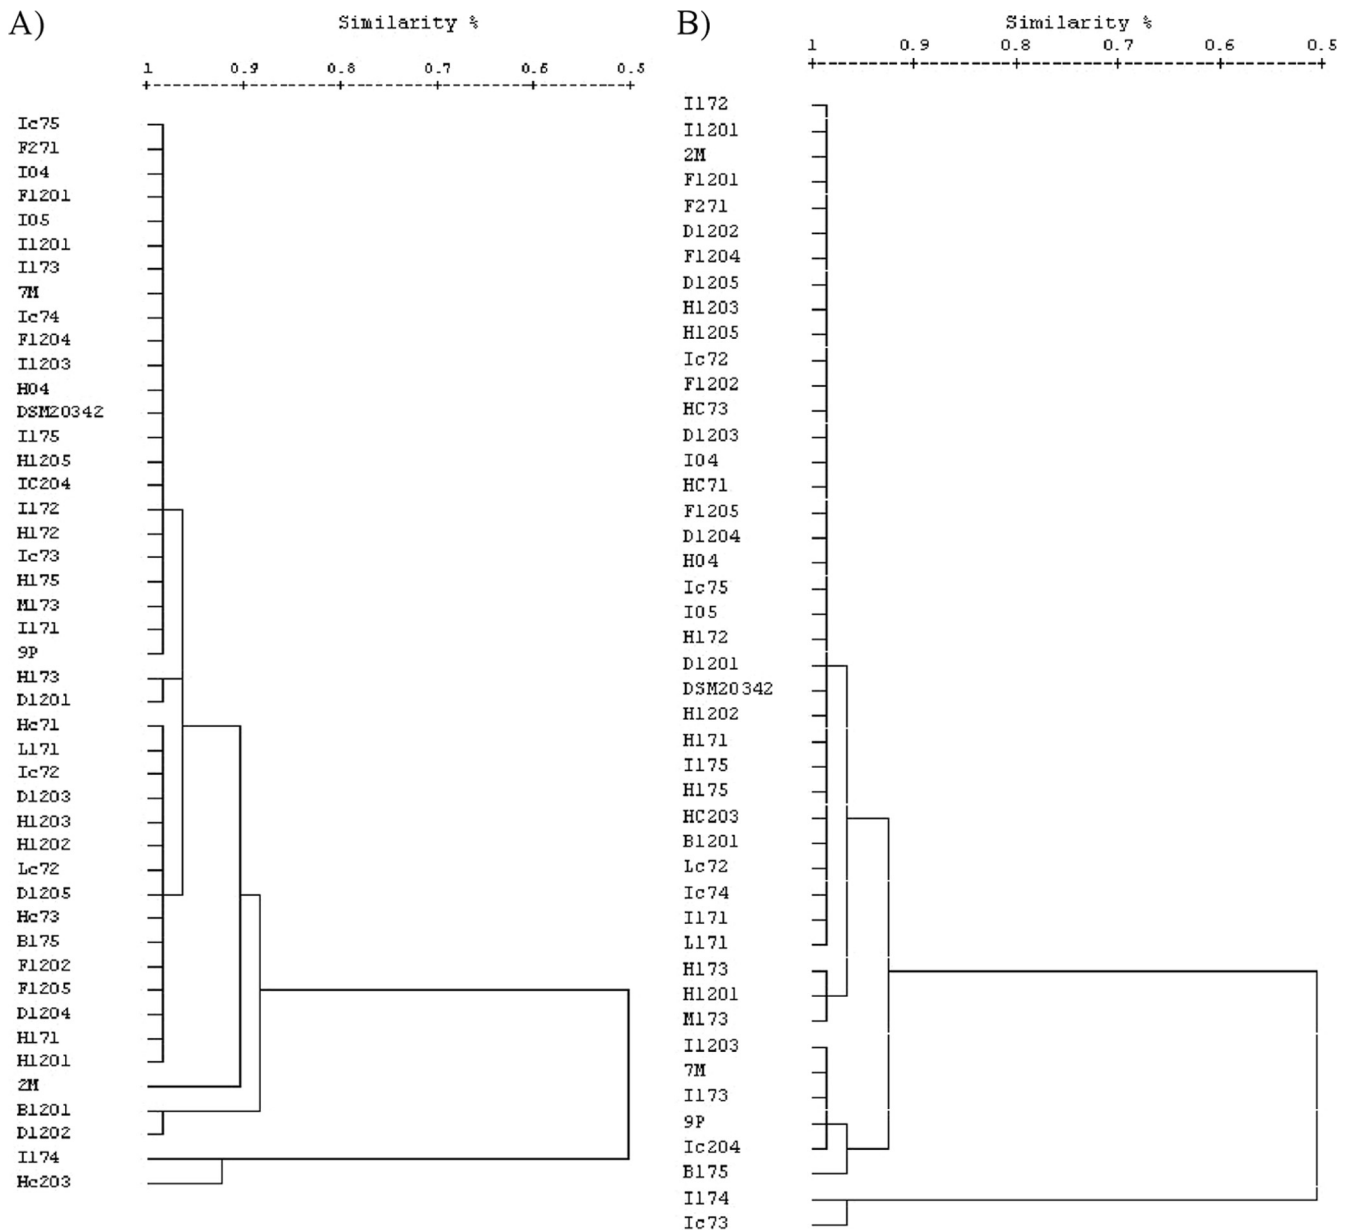 A)
Similarity %
1 0.9 0.8 0.7 0.6 0.5
Ic75
F271
I04
F1201
I05
I1201
I173
7M
Ic74
F1204
I1203
H04
DSM20342
I175
H1205
IC204
I172
H172
Ic73
H175
M173
I171
9P
H173
D1201
Hc71
L171
Ic72
D1203
H1203
H1202
Lc72
D1205
Hc73
B175
F1202
F1205
D1204
H171
H1201
2M
B1201
D1202
I174
Hc203
B)
Similarity %
1 0.9 0.8 0.7 0.6 0.5
I172
I1201
2M
F1201
F271
D1202
F1204
D1205
H1203
H1205
Ic72
F1202
HC73
D1203
I04
HC71
F1205
D1204
H04
Ic75
I05
H172
D1201
DSM20342
H1202
H171
I175
H175
HC203
B1201
Lc72
Ic74
I171
L171
H173
H1201
M173
I1203
7M
I173
9P
Ic204
B175
I174
Ic73